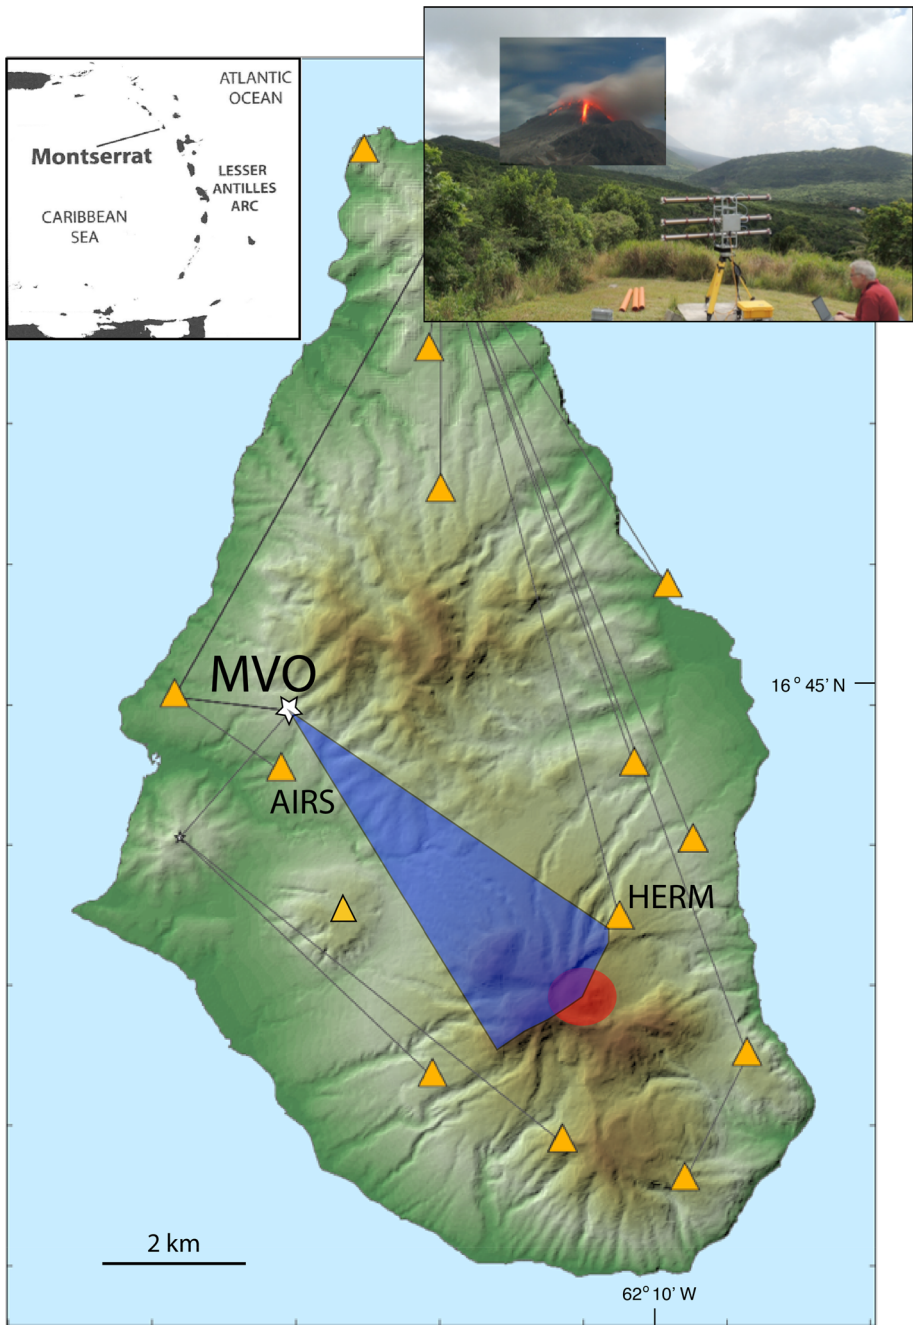 ATLANTIC
OCEAN
Montserrat
LESSER
ANTILLES
ARC
CARIBBEAN
SEA
MVO
16° 45' N
AIRS
HERM
2 km
62° 10' W